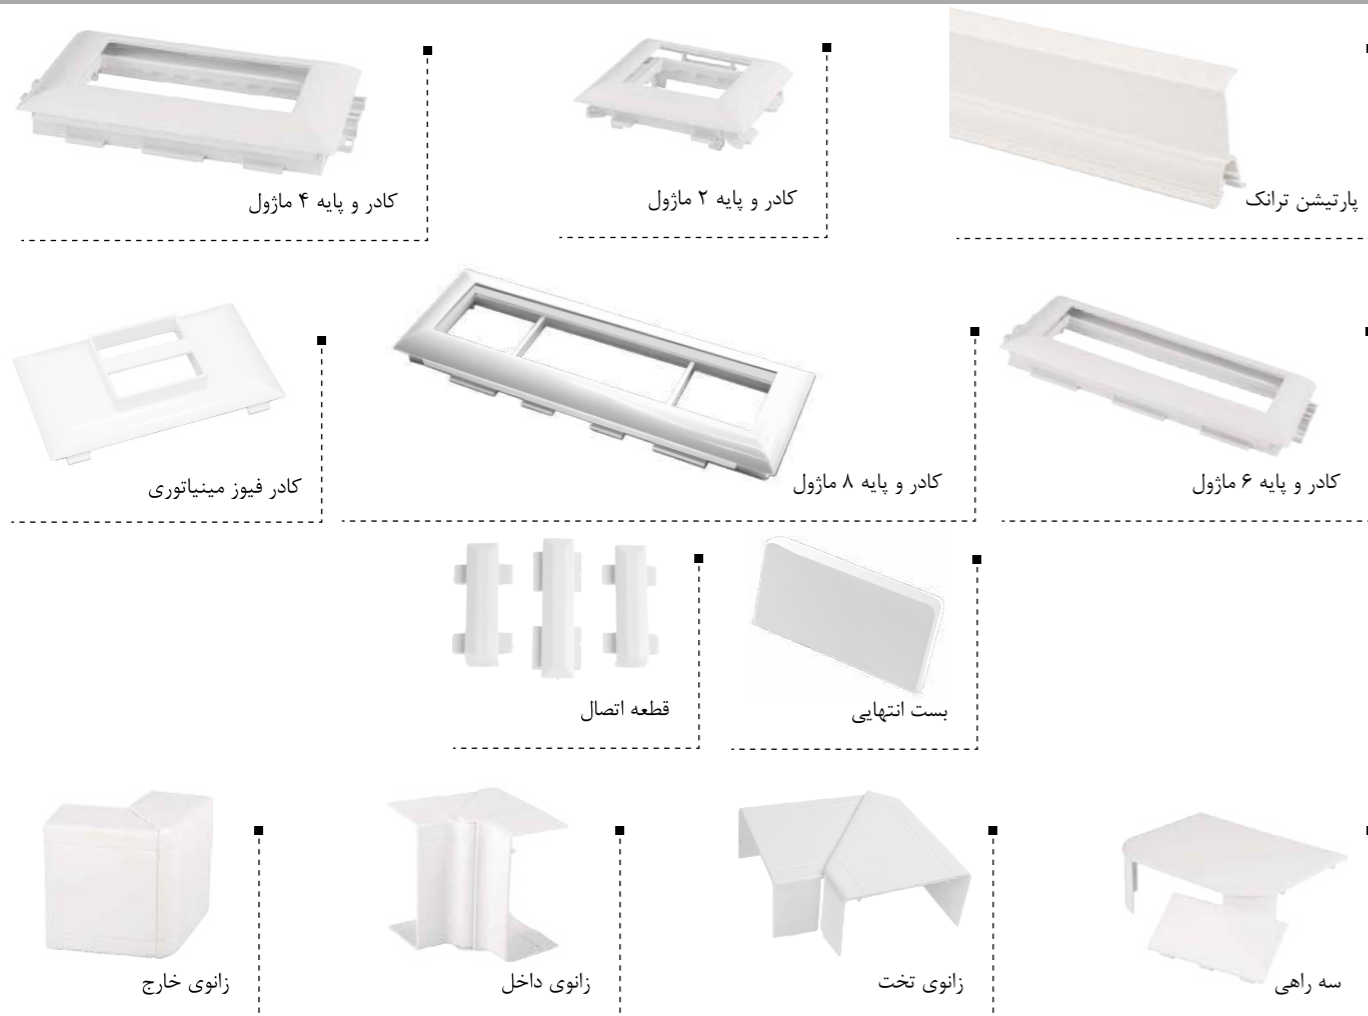 پارتیشن ترانک
کادر و پایه ۲ ماژول
کادر و پایه ۴ ماژول
کادر و پایه ۶ ماژول
کادر و پایه ۸ ماژول
کادر فیوز مینیاتوری
بست انتهایی
قطعه اتصال
سه راهی
زانوی تخت
زانوی داخل
زانوی خارج